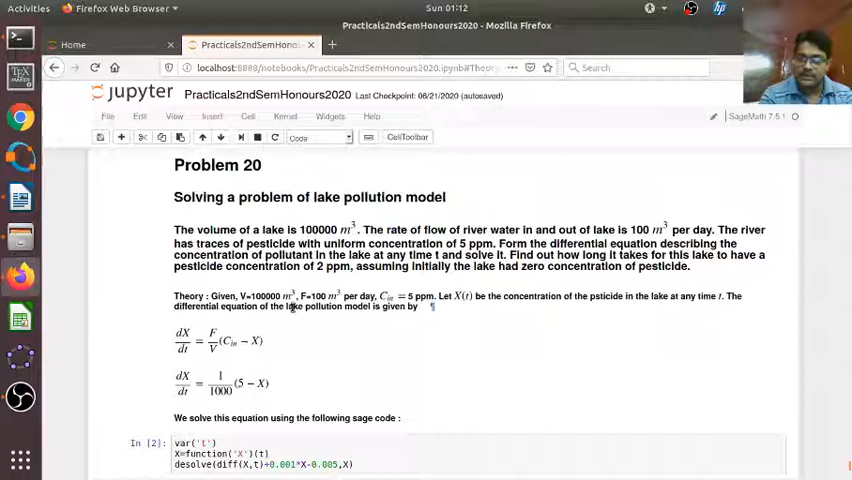 Activities Firefox Web Browser Sun 01:12
Practicals2ndSemHonours2020 - Mozilla Firefox
Home Practicals2ndSemHonou
localhost:8888/notebooks/Practicals2ndSemHonours2020.ipynb#Theory Search
jupyter Practicals2ndSemHonours2020 Last Checkpoint: 06/21/2020 (autosaved)
File Edit View Insert Cell Kernel Widgets Help SageMath 7.5.1
Code CellToolbar
Problem 20
Solving a problem of lake pollution model
The volume of a lake is 100000 m³. The rate of flow of river water in and out of lake is 100 m³ per day. The river
has traces of pesticide with uniform concentration of 5 ppm. Form the differential equation describing the
concentration of pollutant in the lake at any time t and solve it. Find out how long it takes for this lake to have a
pesticide concentration of 2 ppm, assuming initially the lake had zero concentration of pesticide.
Theory : Given, V=100000 m³, F=100 m³ per day, C_in = 5 ppm. Let X(t) be the concentration of the psticide in the lake at any time t. The
differential equation of the lake pollution model is given by ¶
dX/dt = F/V (C_in − X)
dX/dt = 1/1000 (5 − X)
We solve this equation using the following sage code :
In [2]: var('t')
X=function('X')(t)
desolve(diff(X,t)+0.001*X-0.005,X)